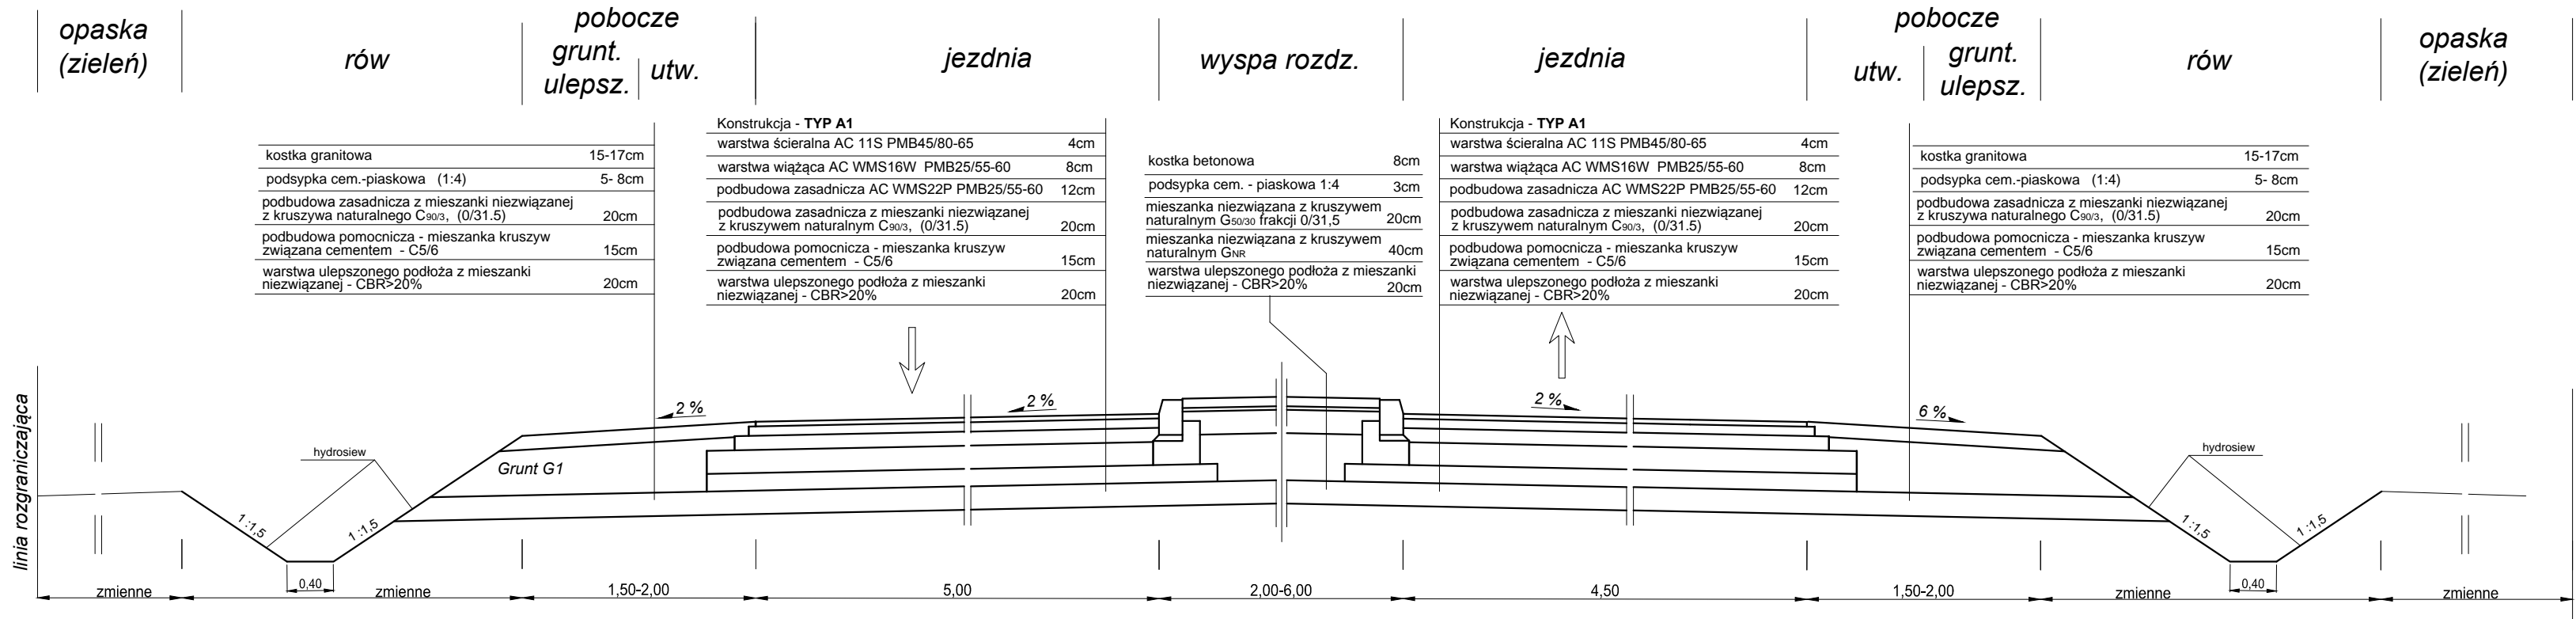 opaska
(zieleń)
rów
pobocze
grunt.
ulepsz.
utw.
jezdnia
wyspa rozdz.
jezdnia
pobocze
utw.
grunt.
ulepsz.
rów
opaska
(zieleń)
kostka granitowa 15-17cm
podsypka cem.-piaskowa (1:4) 5- 8cm
podbudowa zasadnicza z mieszanki niezwiązanej
z kruszywa naturalnego C90/3, (0/31.5) 20cm
podbudowa pomocnicza - mieszanka kruszyw
związana cementem - C5/6 15cm
warstwa ulepszonego podłoża z mieszanki
niezwiązanej - CBR>20% 20cm
Konstrukcja - TYP A1
warstwa ścieralna AC 11S PMB45/80-65 4cm
warstwa wiążąca AC WMS16W PMB25/55-60 8cm
podbudowa zasadnicza AC WMS22P PMB25/55-60 12cm
podbudowa zasadnicza z mieszanki niezwiązanej
z kruszywem naturalnym C90/3, (0/31.5) 20cm
podbudowa pomocnicza - mieszanka kruszyw
związana cementem - C5/6 15cm
warstwa ulepszonego podłoża z mieszanki
niezwiązanej - CBR>20% 20cm
kostka betonowa 8cm
podsypka cem. - piaskowa 1:4 3cm
mieszanka niezwiązana z kruszywem
naturalnym G50/30 frakcji 0/31,5 20cm
mieszanka niezwiązana z kruszywem
naturalnym GNR 40cm
warstwa ulepszonego podłoża z mieszanki
niezwiązanej - CBR>20% 20cm
Konstrukcja - TYP A1
warstwa ścieralna AC 11S PMB45/80-65 4cm
warstwa wiążąca AC WMS16W PMB25/55-60 8cm
podbudowa zasadnicza AC WMS22P PMB25/55-60 12cm
podbudowa zasadnicza z mieszanki niezwiązanej
z kruszywem naturalnym C90/3, (0/31.5) 20cm
podbudowa pomocnicza - mieszanka kruszyw
związana cementem - C5/6 15cm
warstwa ulepszonego podłoża z mieszanki
niezwiązanej - CBR>20% 20cm
kostka granitowa 15-17cm
podsypka cem.-piaskowa (1:4) 5- 8cm
podbudowa zasadnicza z mieszanki niezwiązanej
z kruszywa naturalnego C90/3, (0/31.5) 20cm
podbudowa pomocnicza - mieszanka kruszyw
związana cementem - C5/6 15cm
warstwa ulepszonego podłoża z mieszanki
niezwiązanej - CBR>20% 20cm
linia rozgraniczająca
hydrosiew
Grunt G1
2 %
2 %
2 %
6 %
hydrosiew
1 :1,5
1 :1,5
1 :1,5
1 :1,5
zmienne
0,40
zmienne
1,50-2,00
5,00
2,00-6,00
4,50
1,50-2,00
zmienne
0,40
zmienne